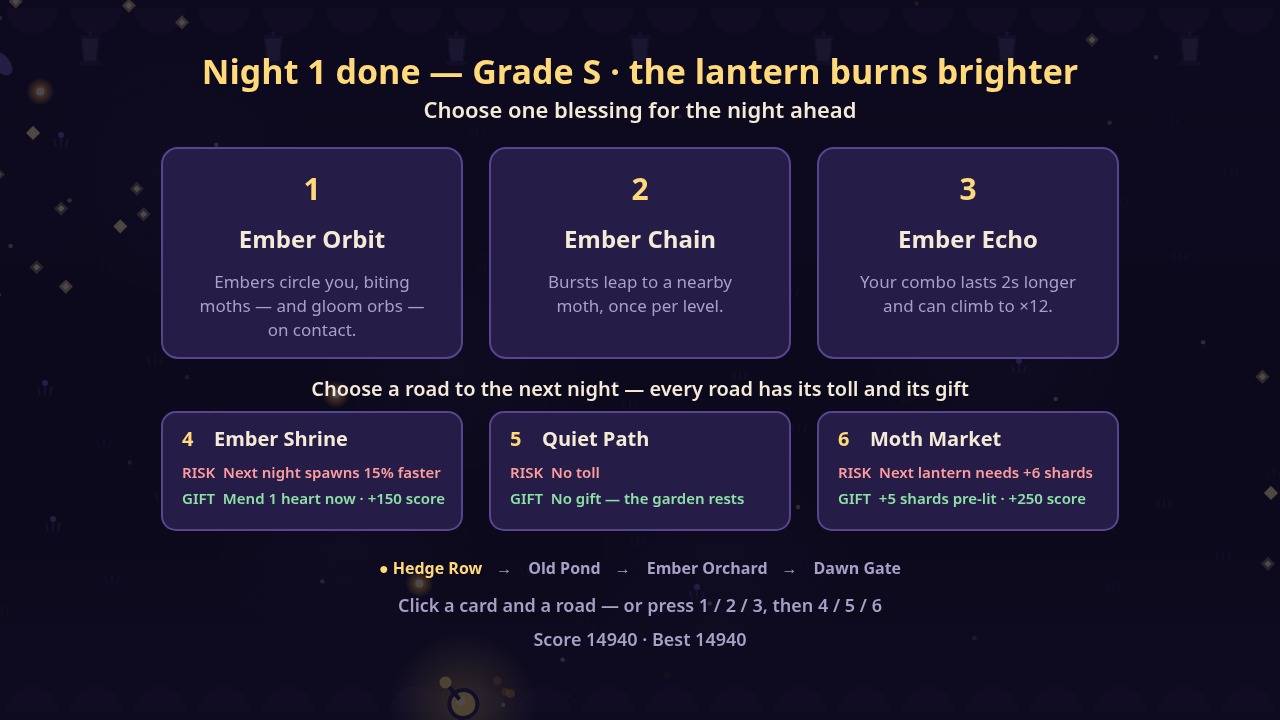 Night 1 done — Grade S · the lantern burns brighter
Choose one blessing for the night ahead
1
Ember Orbit
Embers circle you, biting
moths — and gloom orbs —
on contact.
2
Ember Chain
Bursts leap to a nearby
moth, once per level.
3
Ember Echo
Your combo lasts 2s longer
and can climb to ×12.
Choose a road to the next night — every road has its toll and its gift
4 Ember Shrine
RISK Next night spawns 15% faster
GIFT Mend 1 heart now · +150 score
5 Quiet Path
RISK No toll
GIFT No gift — the garden rests
6 Moth Market
RISK Next lantern needs +6 shards
GIFT +5 shards pre-lit · +250 score
● Hedge Row → Old Pond → Ember Orchard → Dawn Gate
Click a card and a road — or press 1 / 2 / 3, then 4 / 5 / 6
Score 14940 · Best 14940